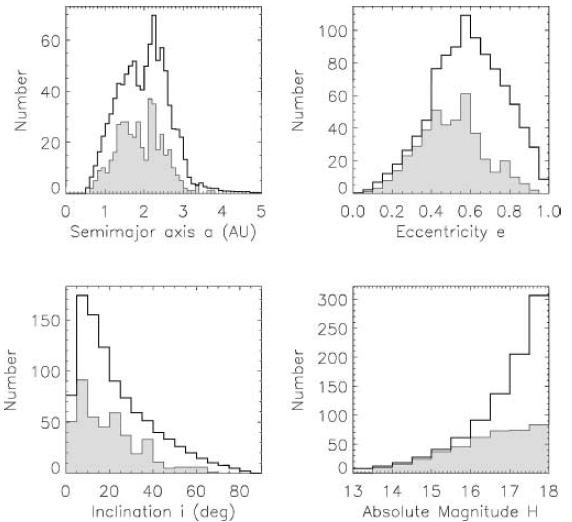 60
40
20
0
Number
0 1 2 3 4 5
Semimajor axis a (AU)
100
80
60
40
20
0
Number
0.0 0.2 0.4 0.6 0.8 1.0
Eccentricity e
150
100
50
0
Number
0 20 40 60 80
Inclination i (deg)
300
250
200
150
100
50
0
Number
13 14 15 16 17 18
Absolute Magnitude H